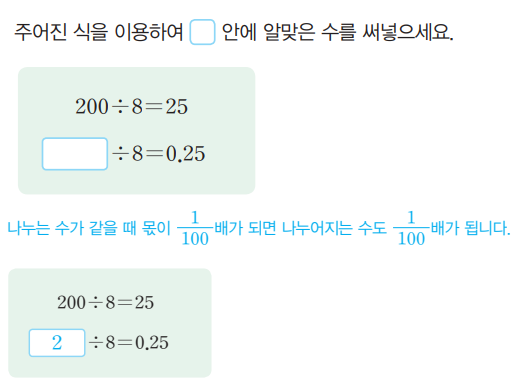 주어진 식을 이용하여 □ 안에 알맞은 수를 써넣으세요.
200÷8=25
□÷8=0.25
나누는 수가 같을 때 몫이 1/100배가 되면 나누어지는 수도 1/100배가 됩니다.
200÷8=25
2÷8=0.25